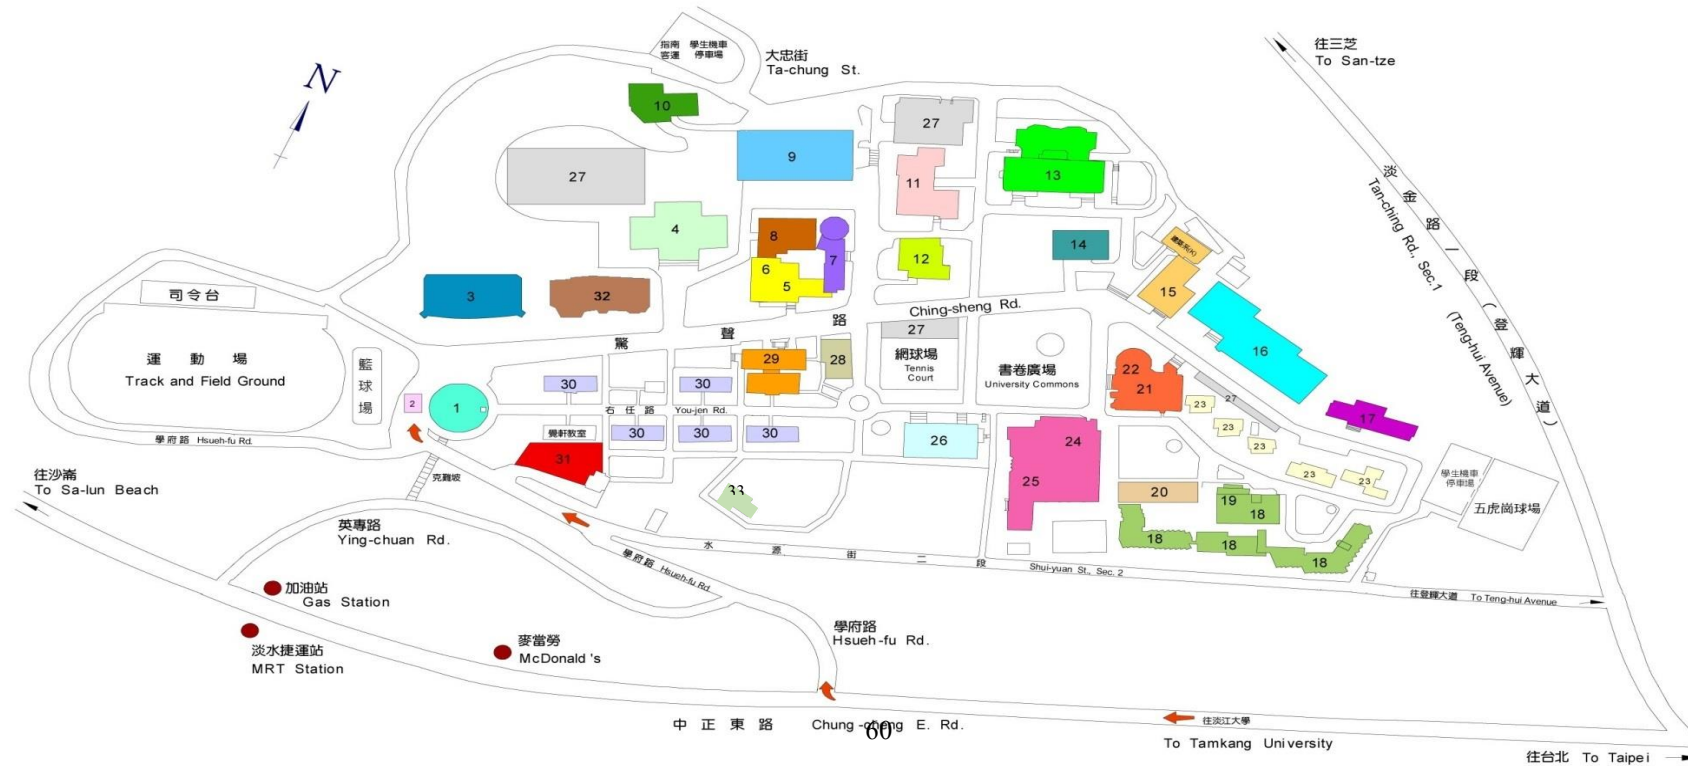 指南 學生機車
客運 停車場
大忠街
Ta-chung St.
往三芝
To San-tze
N
10
27
9
27
11
13
淡金路一段(登輝大道)
Tan-ching Rd., Sec.1 (Teng-hui Avenue)
4
8
7
6
5
12
14
建築系(K)
15
3
32
司令台
Ching-sheng Rd.
驚聲路
27
16
運動場
Track and Field Ground
籃球場
29
28
網球場
Tennis
Court
書卷廣場
University Commons
22
21
30
30
2
1
右任路 You-jen Rd.
23
27
17
覺軒教室
30
30
30
26
24
23
23
學府路 Hsueh-fu Rd.
31
克難坡
23
23
學生機車
停車場
五虎崗球場
往沙崙
To Sa-lun Beach
33
25
20
19
18
18
18
18
英專路
Ying-chuan Rd.
學府路 Hsueh-fu Rd.
水源街二段 Shui-yuan St., Sec. 2
往登輝大道 To Teng-hui Avenue
加油站
Gas Station
淡水捷運站
MRT Station
麥當勞
McDonald's
學府路
Hsueh-fu Rd.
中正東路 Chung-cheng E. Rd.
60
往淡江大學
To Tamkang University
往台北 To Taipei